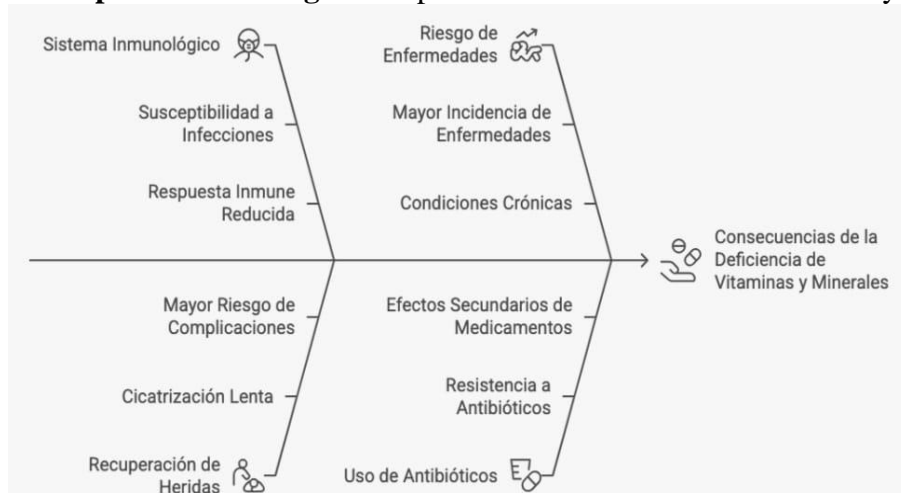 Sistema Inmunológico
Susceptibilidad a
Infecciones
Respuesta Inmune
Reducida
Riesgo de
Enfermedades
Mayor Incidencia de
Enfermedades
Condiciones Crónicas
Consecuencias de la
Deficiencia de
Vitaminas y Minerales
Mayor Riesgo de
Complicaciones
Cicatrización Lenta
Recuperación de
Heridas
Efectos Secundarios de
Medicamentos
Resistencia a
Antibióticos
Uso de Antibióticos